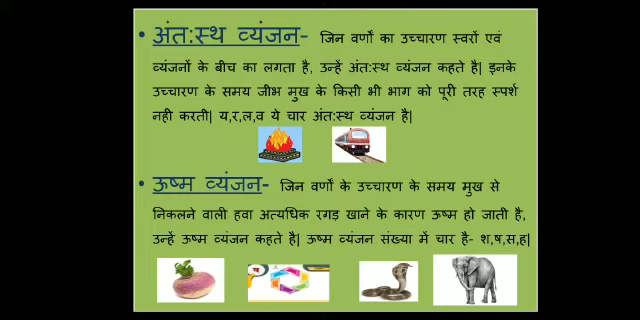 • अंत:स्थ व्यंजन- जिन वर्णों का उच्चारण स्वरों एवं
व्यंजनों के बीच का लगता है, उन्हें अंत:स्थ व्यंजन कहते है| इनके
उच्चारण के समय जीभ मुख के किसी भी भाग को पूरी तरह स्पर्श
नही करती| य,र,ल,व ये चार अंत:स्थ व्यंजन है|
• ऊष्म व्यंजन- जिन वर्णों के उच्चारण के समय मुख से
निकलने वाली हवा अत्यधिक रगड़ खाने के कारण ऊष्म हो जाती है,
उन्हें ऊष्म व्यंजन कहते है| ऊष्म व्यंजन संख्या में चार है- श,ष,स,ह|
ष